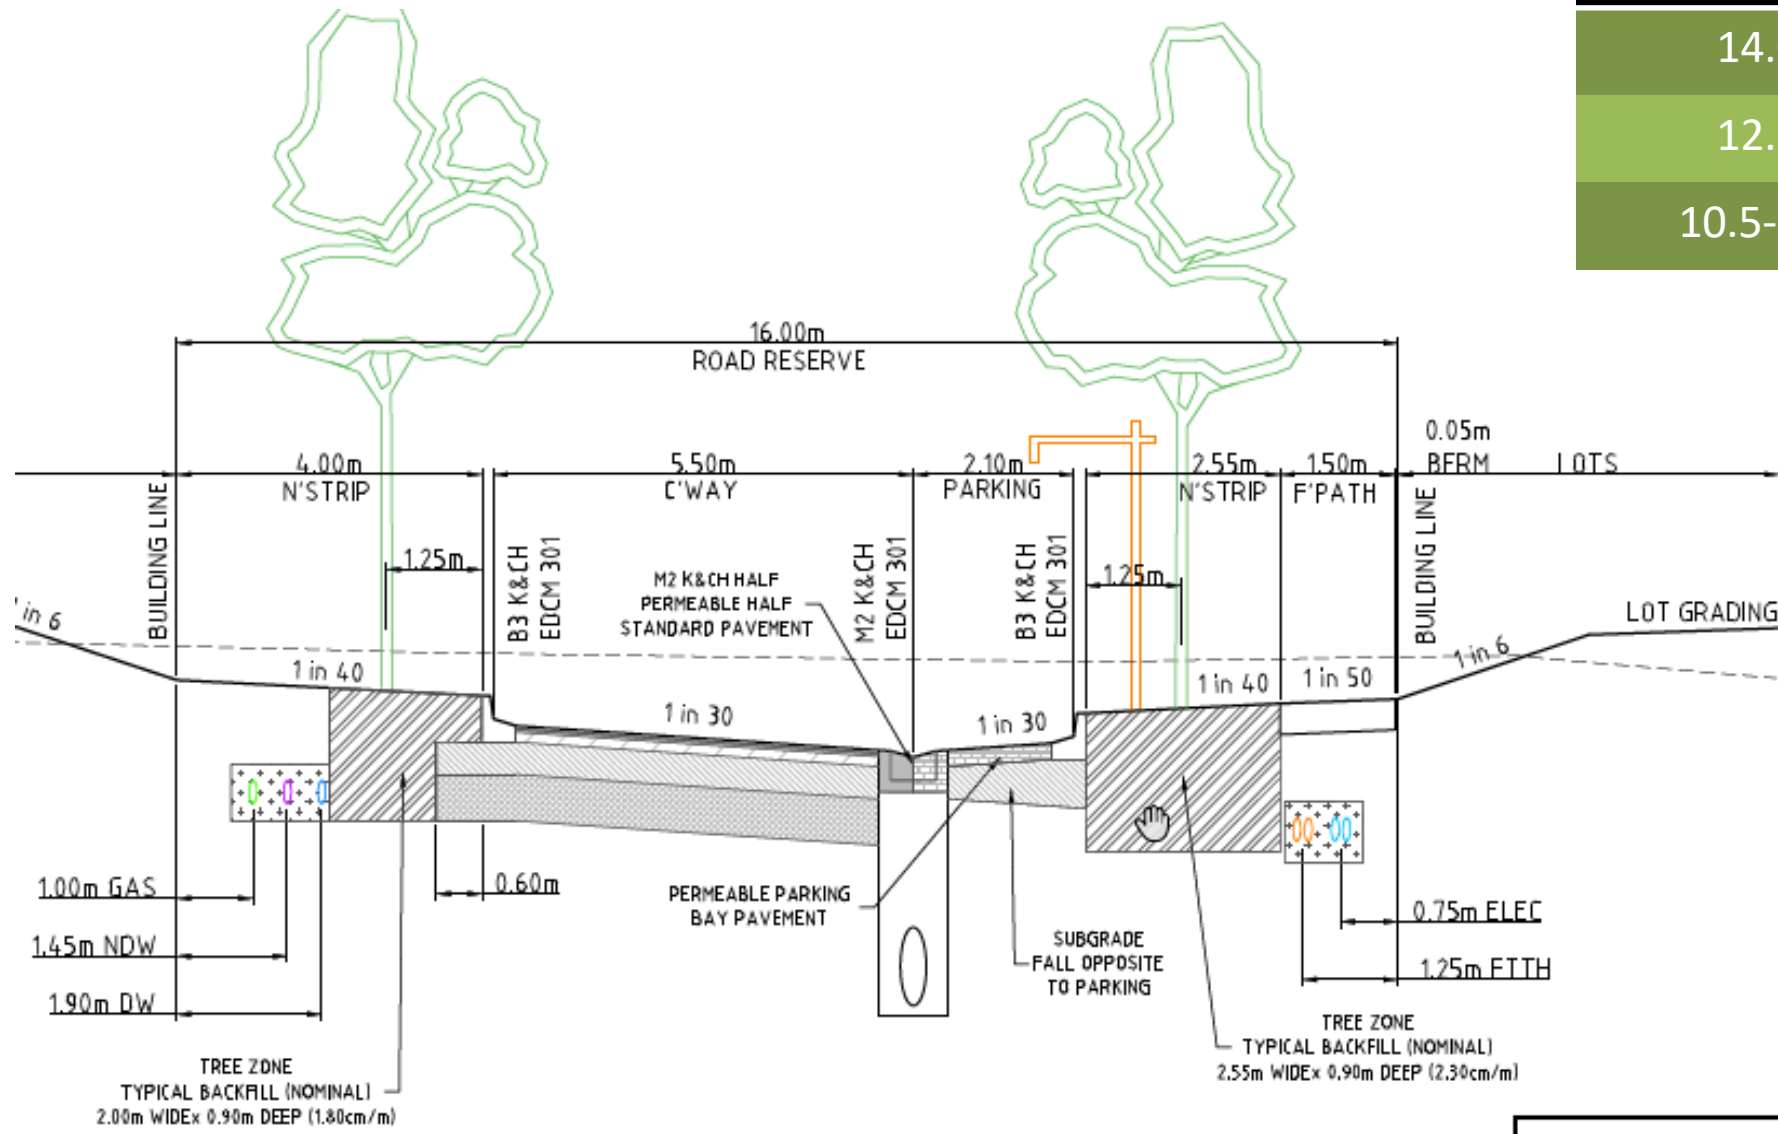 14.
12.
10.5-
16.00m
ROAD RESERVE
0.05m
BERM
LOTS
4.00m
N'STRIP
5.50m
C'WAY
2.10m
PARKING
2.55m
N'STRIP
1.50m
F'PATH
BUILDING LINE
1.25m
B3 K&CH
EDCM 301
M2 K&CH HALF
PERMEABLE HALF
STANDARD PAVEMENT
M2 K&CH
EDCM 301
B3 K&CH
EDCM 301
1.25m
BUILDING LINE
1 in 6
LOT GRADING
1 in 40
1 in 30
1 in 30
1 in 40
1 in 50
1 in 6
1.00m GAS
0.60m
1.45m NDW
1.90m DW
PERMEABLE PARKING
BAY PAVEMENT
SUBGRADE
FALL OPPOSITE
TO PARKING
0.75m ELEC
1.25m FTTH
TREE ZONE
TYPICAL BACKFILL (NOMINAL)
2.00m WIDEx 0.90m DEEP (1.80cm/m)
TREE ZONE
TYPICAL BACKFILL (NOMINAL)
2.55m WIDEx 0.90m DEEP (2.30cm/m)